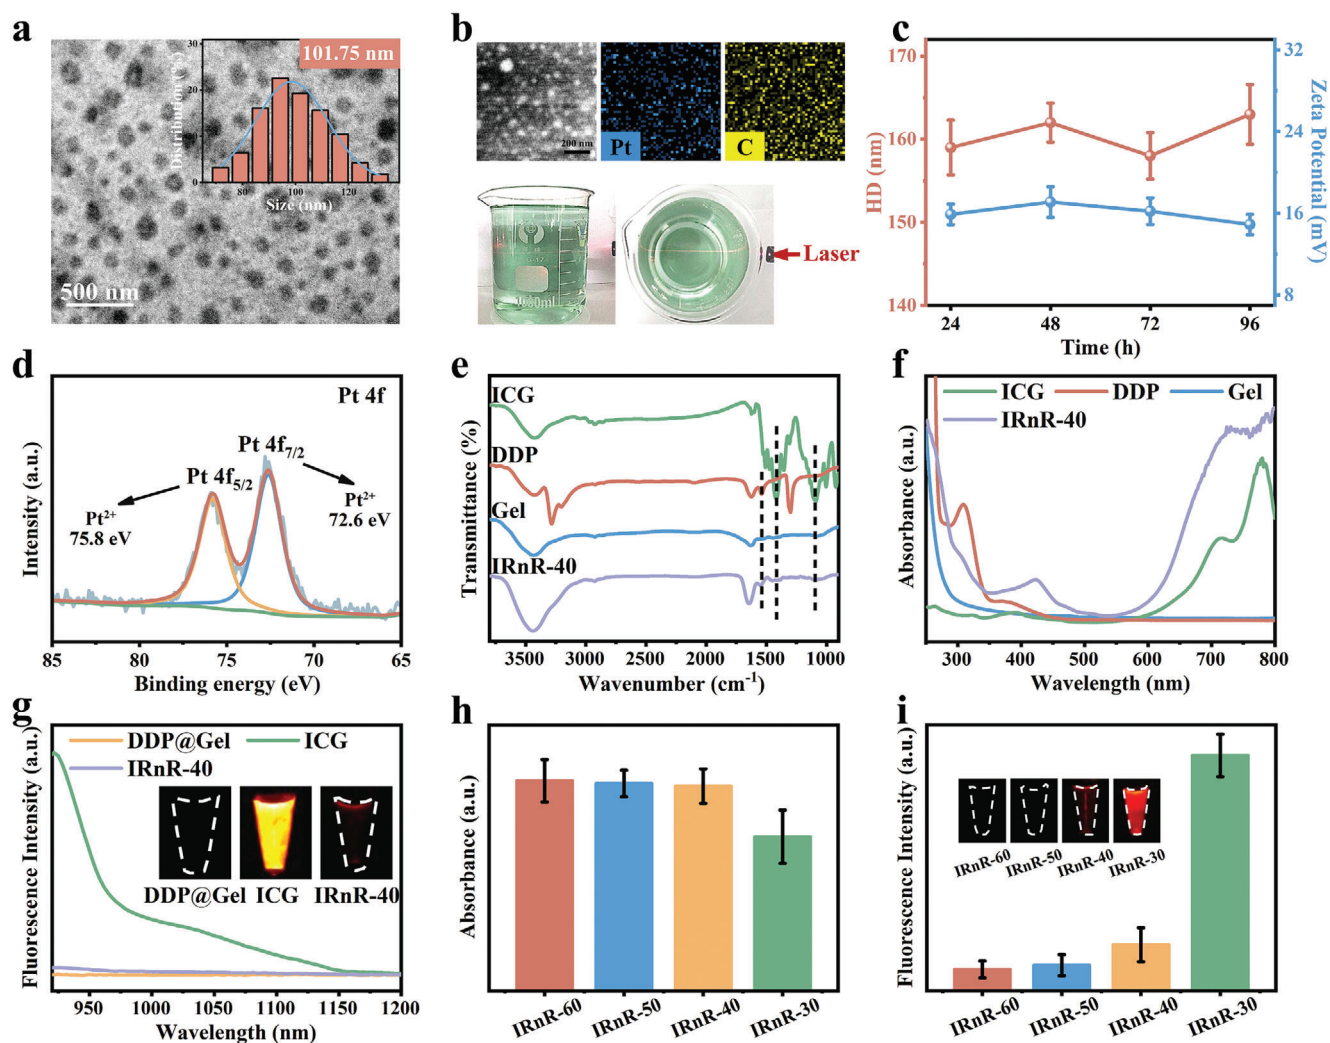 a
101.75 nm
30
20
10
0
Distribution (%)
80
100
120
Size (nm)
500 nm
b
200 nm
Pt
C
1000ml
Laser
c
170
160
150
140
HD (nm)
32
24
16
8
Zeta Potential (mV)
24
48
72
96
Time (h)
d
Pt 4f
Pt 4f7/2
Pt 4f5/2
Pt2+
75.8 eV
Pt2+
72.6 eV
Intensity (a.u.)
85
80
75
70
65
Binding energy (eV)
e
ICG
DDP
Gel
IRnR-40
Transmittance (%)
3500
3000
2500
2000
1500
1000
Wavenumber (cm-1)
f
ICG
DDP
Gel
IRnR-40
Absorbance (a.u.)
300
400
500
600
700
800
Wavelength (nm)
g
DDP@Gel
ICG
IRnR-40
DDP@Gel
ICG
IRnR-40
Fluorescence Intensity (a.u.)
950
1000
1050
1100
1150
1200
Wavelength (nm)
h
Absorbance (a.u.)
IRnR-60
IRnR-50
IRnR-40
IRnR-30
i
Fluorescence Intensity (a.u.)
IRnR-60
IRnR-50
IRnR-40
IRnR-30
IRnR-60
IRnR-50
IRnR-40
IRnR-30